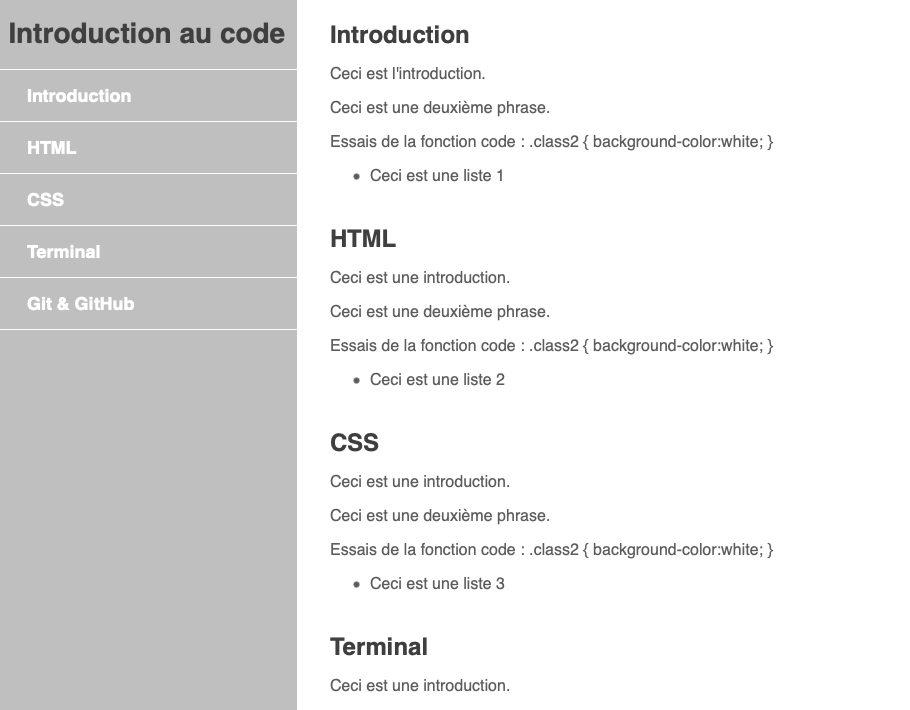 Introduction au code
Introduction
HTML
CSS
Terminal
Git & GitHub
Introduction
Ceci est l'introduction.
Ceci est une deuxième phrase.
Essais de la fonction code : .class2 { background-color:white; }
• Ceci est une liste 1
HTML
Ceci est une introduction.
Ceci est une deuxième phrase.
Essais de la fonction code : .class2 { background-color:white; }
• Ceci est une liste 2
CSS
Ceci est une introduction.
Ceci est une deuxième phrase.
Essais de la fonction code : .class2 { background-color:white; }
• Ceci est une liste 3
Terminal
Ceci est une introduction.